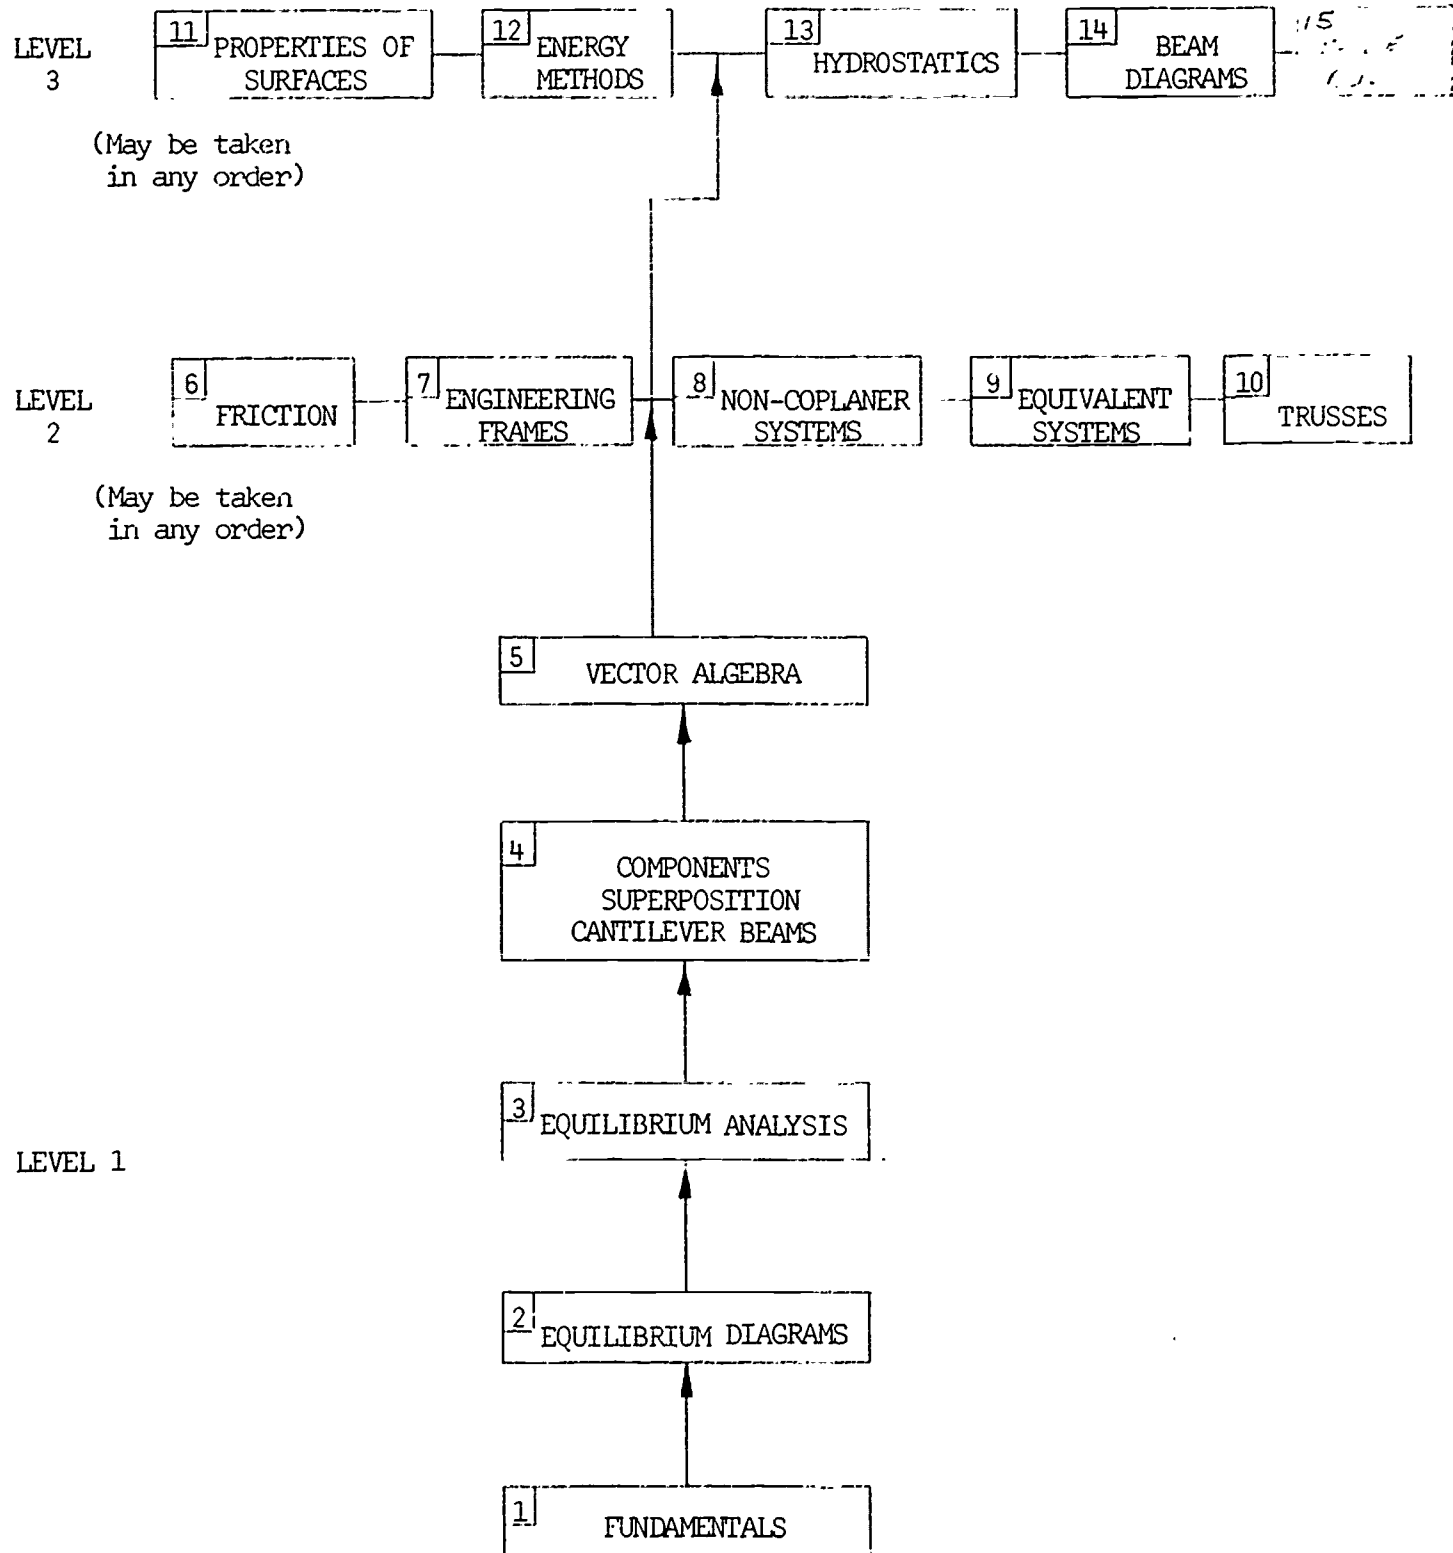 LEVEL
3
11 PROPERTIES OF
SURFACES
12 ENERGY
METHODS
13
HYDROSTATICS
14 BEAM
DIAGRAMS
15
(May be taken
in any order)
LEVEL
2
6
FRICTION
7 ENGINEERING
FRAMES
8 NON-COPLANER
SYSTEMS
9 EQUIVALENT
SYSTEMS
10
TRUSSES
(May be taken
in any order)
5
VECTOR ALGEBRA
4
COMPONENTS
SUPERPOSITION
CANTILEVER BEAMS
3
EQUILIBRIUM ANALYSIS
LEVEL 1
2
EQUILIBRIUM DIAGRAMS
1
FUNDAMENTALS